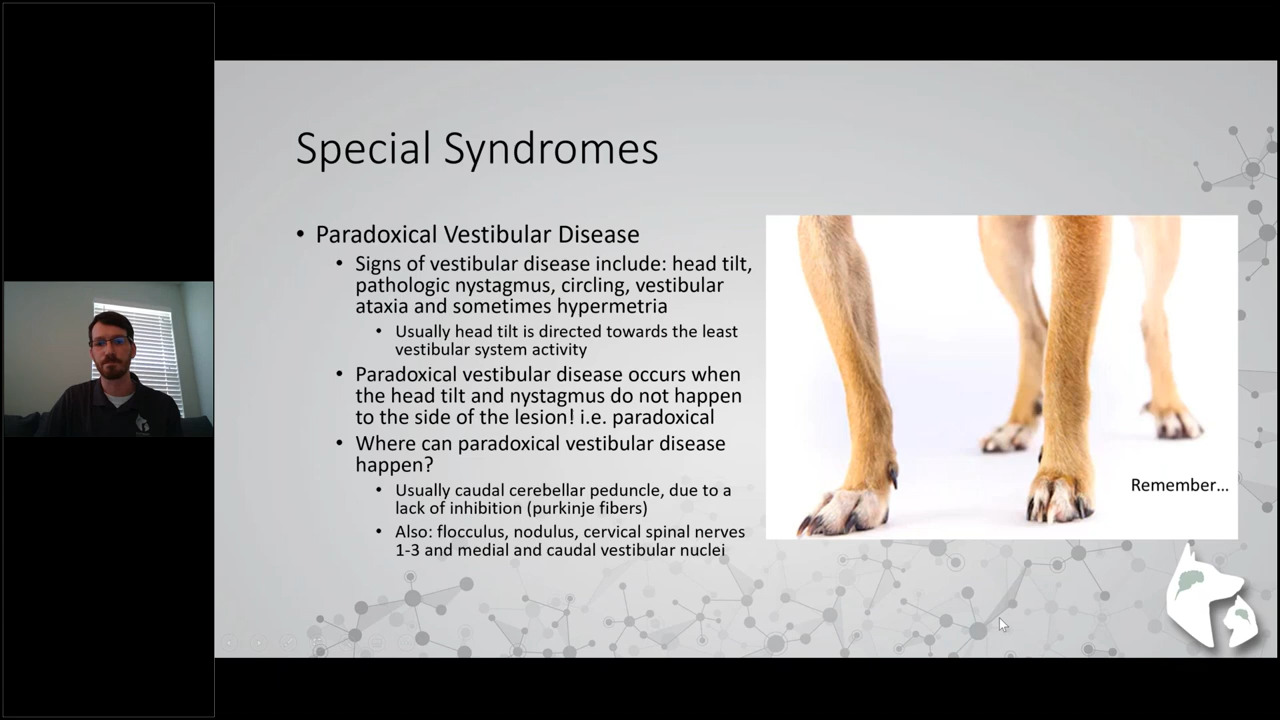 Special Syndromes
• Paradoxical Vestibular Disease
• Signs of vestibular disease include: head tilt,
pathologic nystagmus, circling, vestibular
ataxia and sometimes hypermetria
• Usually head tilt is directed towards the least
vestibular system activity
• Paradoxical vestibular disease occurs when
the head tilt and nystagmus do not happen
to the side of the lesion! i.e. paradoxical
• Where can paradoxical vestibular disease
happen?
• Usually caudal cerebellar peduncle, due to a
lack of inhibition (purkinje fibers)
• Also: flocculus, nodulus, cervical spinal nerves
1-3 and medial and caudal vestibular nuclei
Remember...